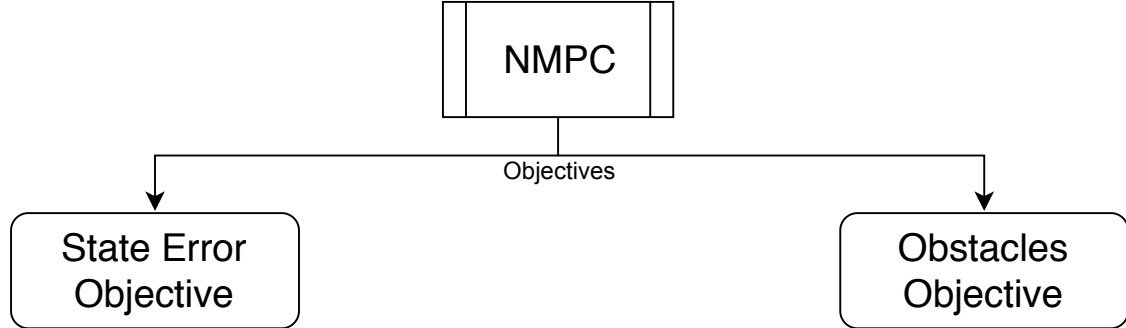 NMPC
Objectives
State Error
Objective
Obstacles
Objective